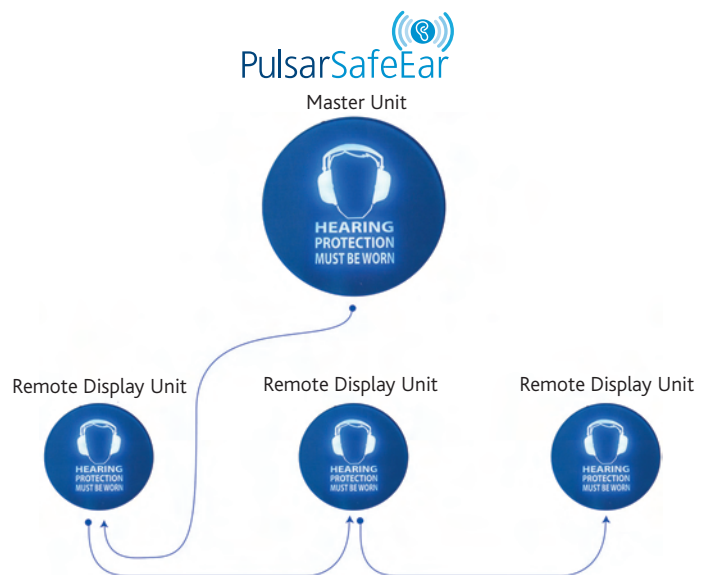 PulsarSafeEar
Master Unit
HEARING
PROTECTION
MUST BE WORN
Remote Display Unit
Remote Display Unit
Remote Display Unit
HEARING
PROTECTION
MUST BE WORN
HEARING
PROTECTION
MUST BE WORN
HEARING
PROTECTION
MUST BE WORN